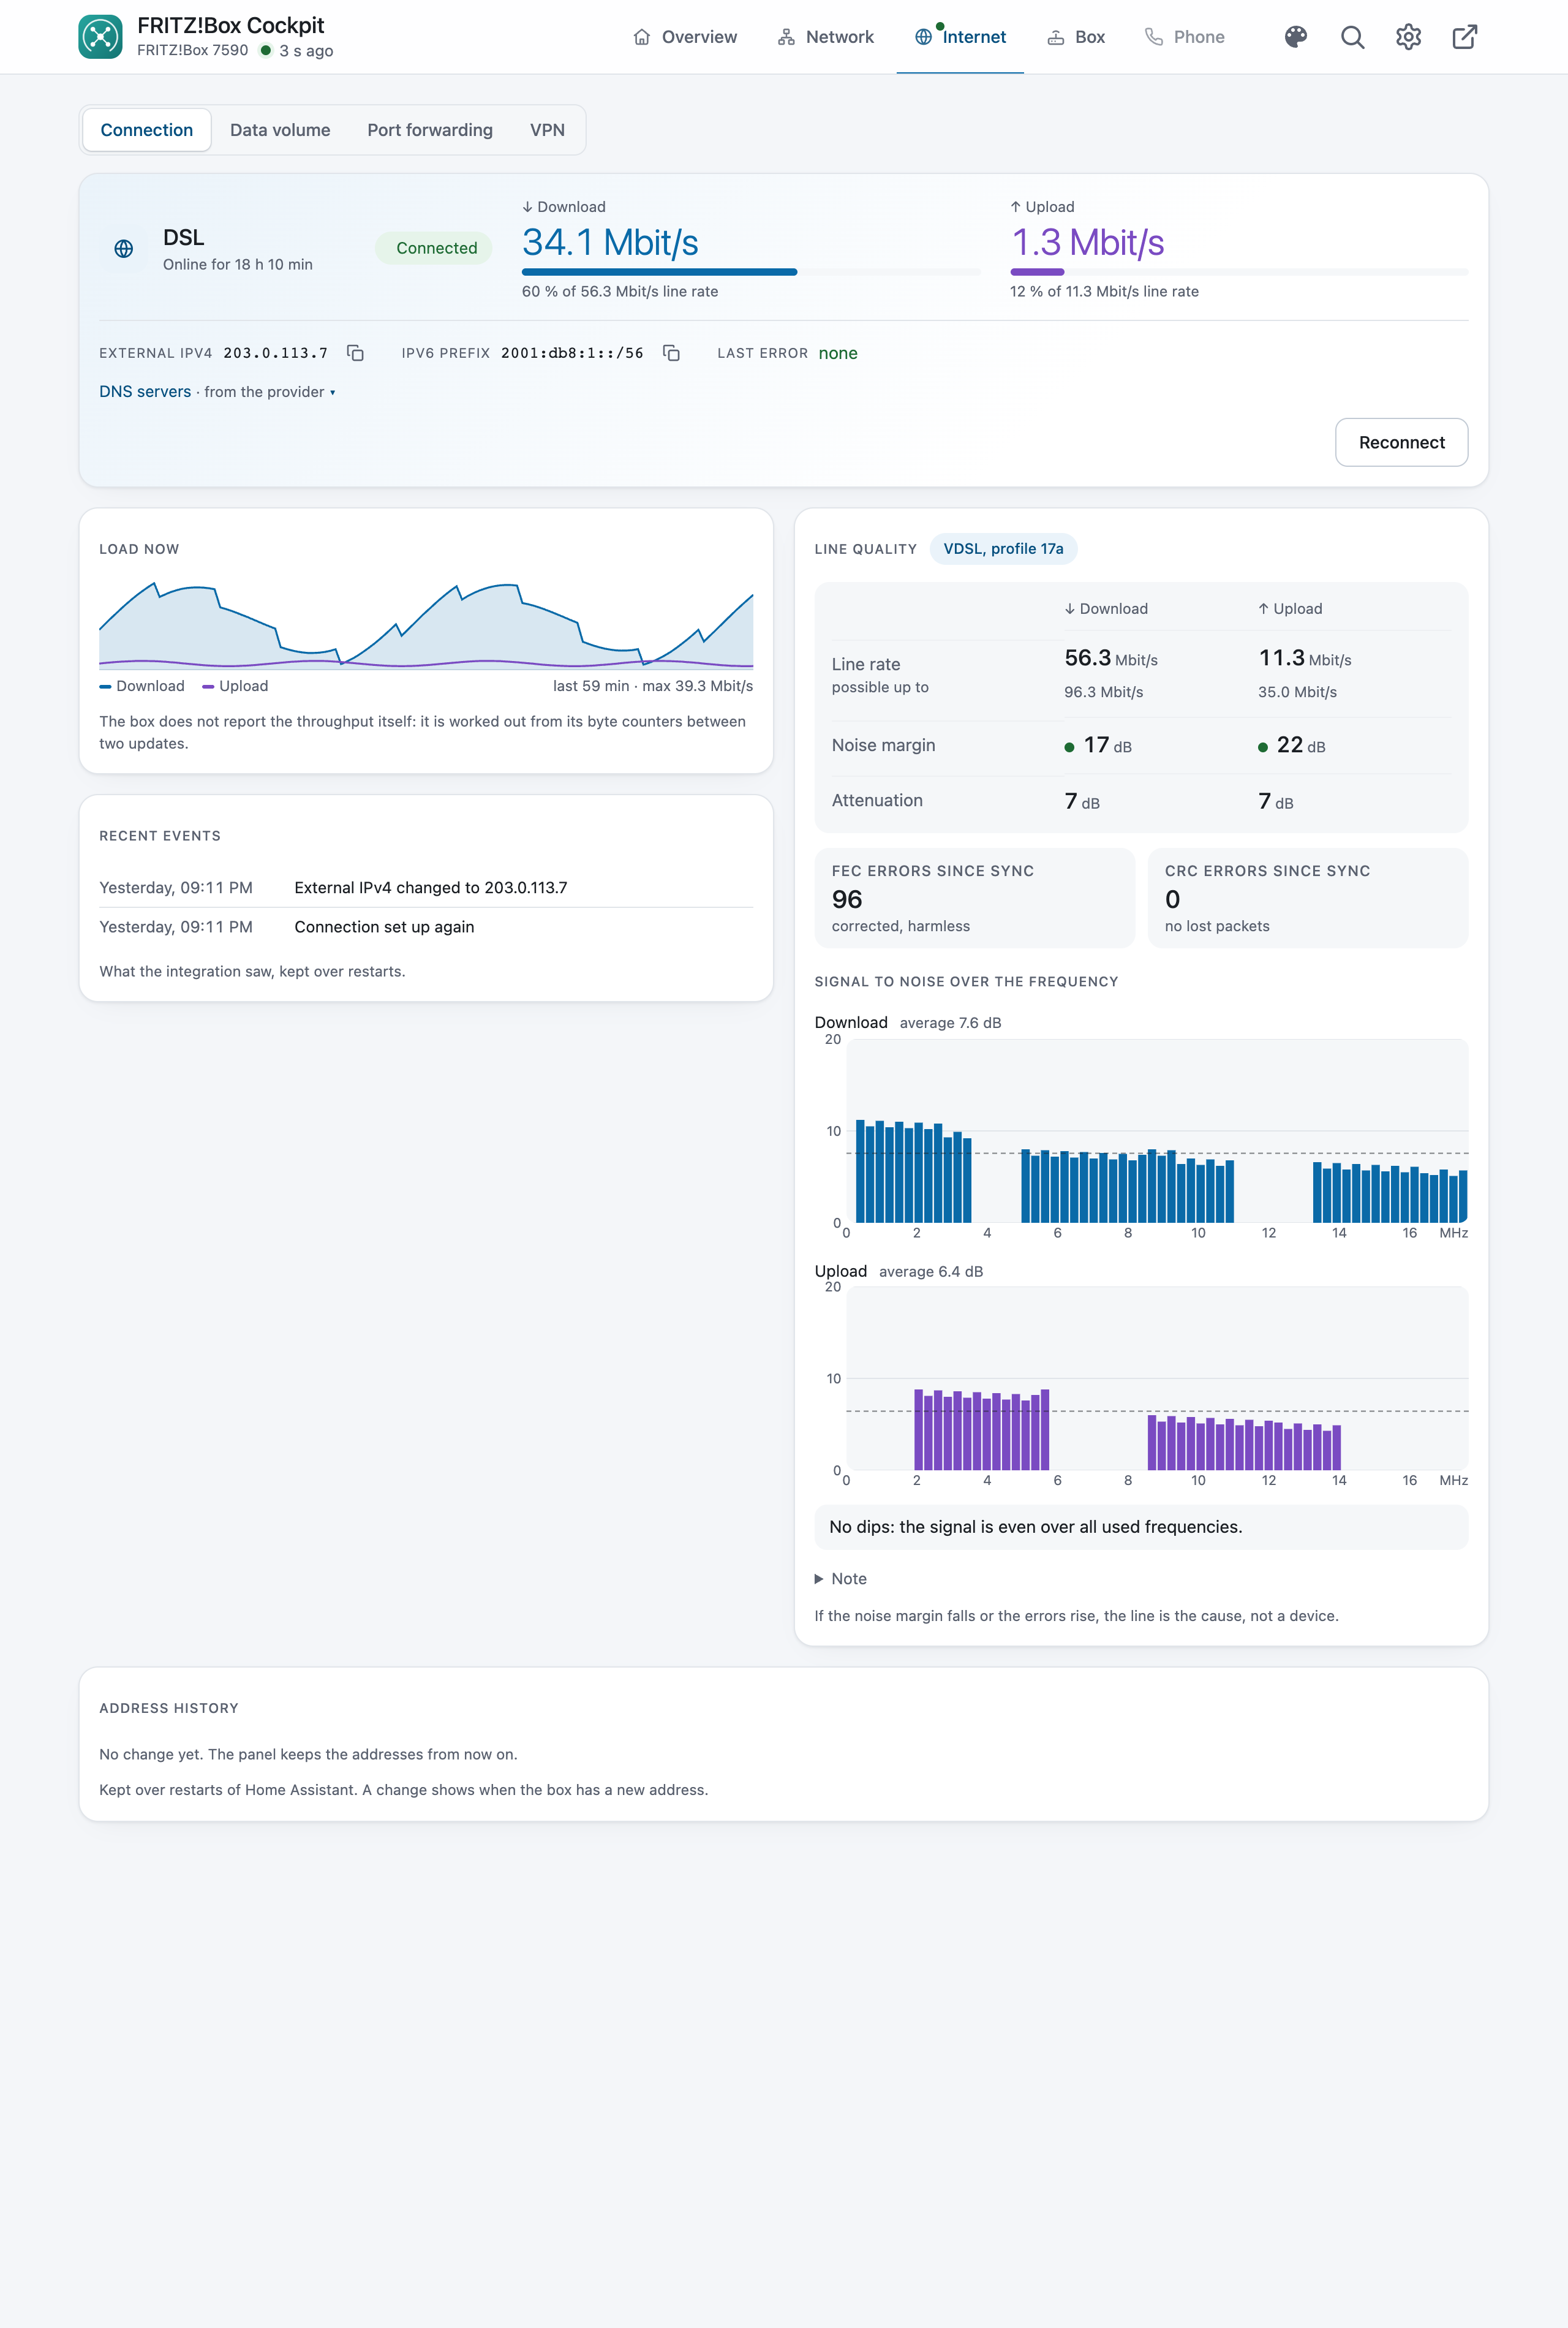 FRITZ!Box Cockpit
FRITZ!Box 7590 3 s ago
Overview Network Internet Box Phone
Connection Data volume Port forwarding VPN
DSL
Online for 18 h 10 min
Connected
↓ Download
34.1 Mbit/s
60 % of 56.3 Mbit/s line rate
↑ Upload
1.3 Mbit/s
12 % of 11.3 Mbit/s line rate
EXTERNAL IPV4 203.0.113.7 IPV6 PREFIX 2001:db8:1::/56 LAST ERROR none
DNS servers · from the provider ▾
Reconnect
LOAD NOW
Download Upload last 59 min · max 39.3 Mbit/s
The box does not report the throughput itself: it is worked out from its byte counters between
two updates.
RECENT EVENTS
Yesterday, 09:11 PM External IPv4 changed to 203.0.113.7
Yesterday, 09:11 PM Connection set up again
What the integration saw, kept over restarts.
LINE QUALITY VDSL, profile 17a
↓ Download ↑ Upload
Line rate 56.3 Mbit/s 11.3 Mbit/s
possible up to 96.3 Mbit/s 35.0 Mbit/s
Noise margin 17 dB 22 dB
Attenuation 7 dB 7 dB
FEC ERRORS SINCE SYNC
96
corrected, harmless
CRC ERRORS SINCE SYNC
0
no lost packets
SIGNAL TO NOISE OVER THE FREQUENCY
Download average 7.6 dB
20
10
0
0 2 4 6 8 10 12 14 16 MHz
Upload average 6.4 dB
20
10
0
0 2 4 6 8 10 12 14 16 MHz
No dips: the signal is even over all used frequencies.
▶ Note
If the noise margin falls or the errors rise, the line is the cause, not a device.
ADDRESS HISTORY
No change yet. The panel keeps the addresses from now on.
Kept over restarts of Home Assistant. A change shows when the box has a new address.